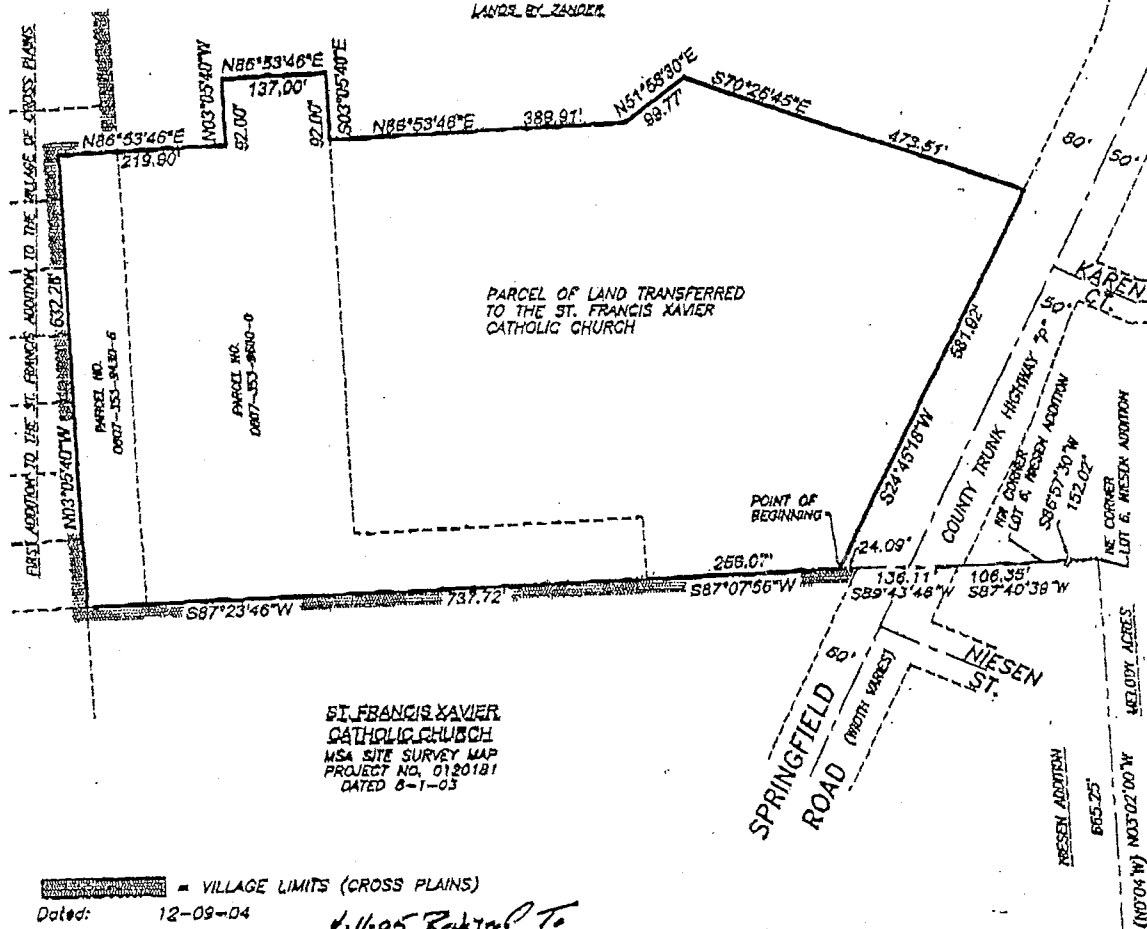 LANDS BY ZANDER
FIRST ADDITION TO THE ST. FRANCIS ADDITION TO THE VILLAGE OF CROSS PLAINS
N86°53'46"E
219.80'
N03°05'40"W
92.00'
N86°53'46"E
137.00'
S03°05'40"E
92.00'
N86°53'46"E
389.91'
N51°58'30"E
99.77'
S70°26'45"E
473.51'
80'
50'
KAREN
CT.
50'
632.28'
N03°05'40"W
PARCEL NO.
0807-353-9430-6
PARCEL NO.
0807-353-9600-0
PARCEL OF LAND TRANSFERRED
TO THE ST. FRANCIS XAVIER
CATHOLIC CHURCH
581.92'
S24°45'18"W
COUNTY TRUNK HIGHWAY "P"
NW CORNER
LOT 6, NIESEN ADDITION
S86°57'30"W
152.02'
NE CORNER
LOT 6, NIESEN ADDITION
POINT OF
BEGINNING
24.09'
256.07'
S87°07'56"W
136.11'
S89°43'48"W
106.35'
S87°40'39"W
737.72'
S87°23'46"W
60'
NIESEN
ST.
SPRINGFIELD
ROAD (WIDTH VARIES)
MELODY ACRES
NIESEN ADDITION
665.25'
(N0°04'W) N03°02'00"W
ST. FRANCIS XAVIER
CATHOLIC CHURCH
MSA SITE SURVEY MAP
PROJECT NO. 0120181
DATED 8-1-03
= VILLAGE LIMITS (CROSS PLAINS)
Dated: 12-09-04
To